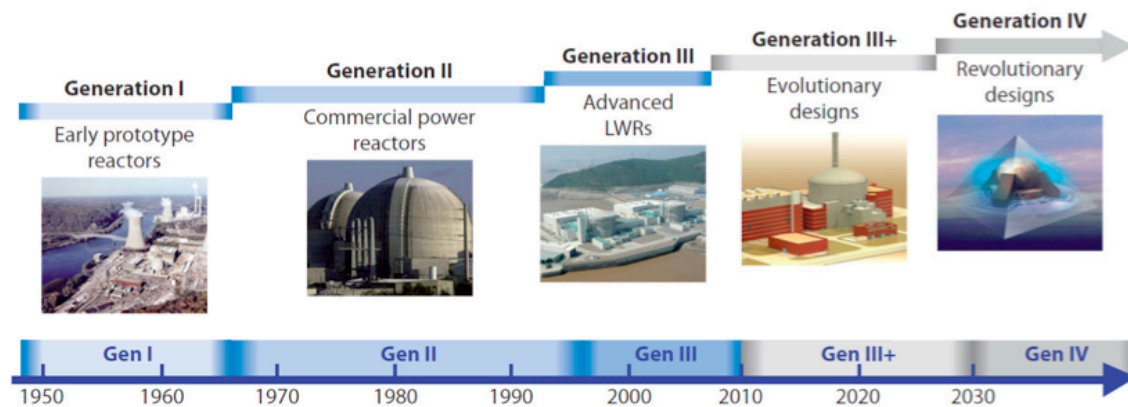 Generation I
Early prototype
reactors
Generation II
Commercial power
reactors
Generation III
Advanced
LWRs
Generation III+
Evolutionary
designs
Generation IV
Revolutionary
designs
Gen I
Gen II
Gen III
Gen III+
Gen IV
1950 1960 1970 1980 1990 2000 2010 2020 2030